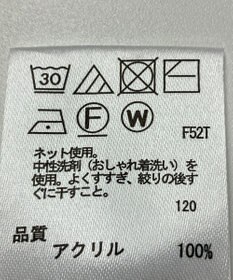 30
F W F52T
ネット使用。
中性洗剤（おしゃれ着洗い）を
使用。よくすすぎ、絞りの後す
ぐに干すこと。
120
品質
アクリル 100%